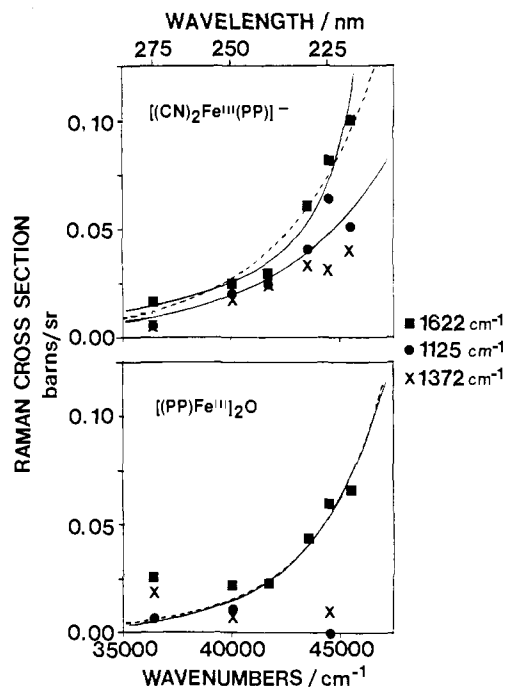 WAVELENGTH / nm
275 250 225
[(CN)2FeIII(PP)]−
0.10
0.05
0.00
RAMAN CROSS SECTION
barns/sr
■ 1622 cm-1
● 1125 cm-1
X 1372 cm-1
[(PP)FeIII]2O
0.10
0.05
0.00
35000 40000 45000
WAVENUMBERS / cm-1